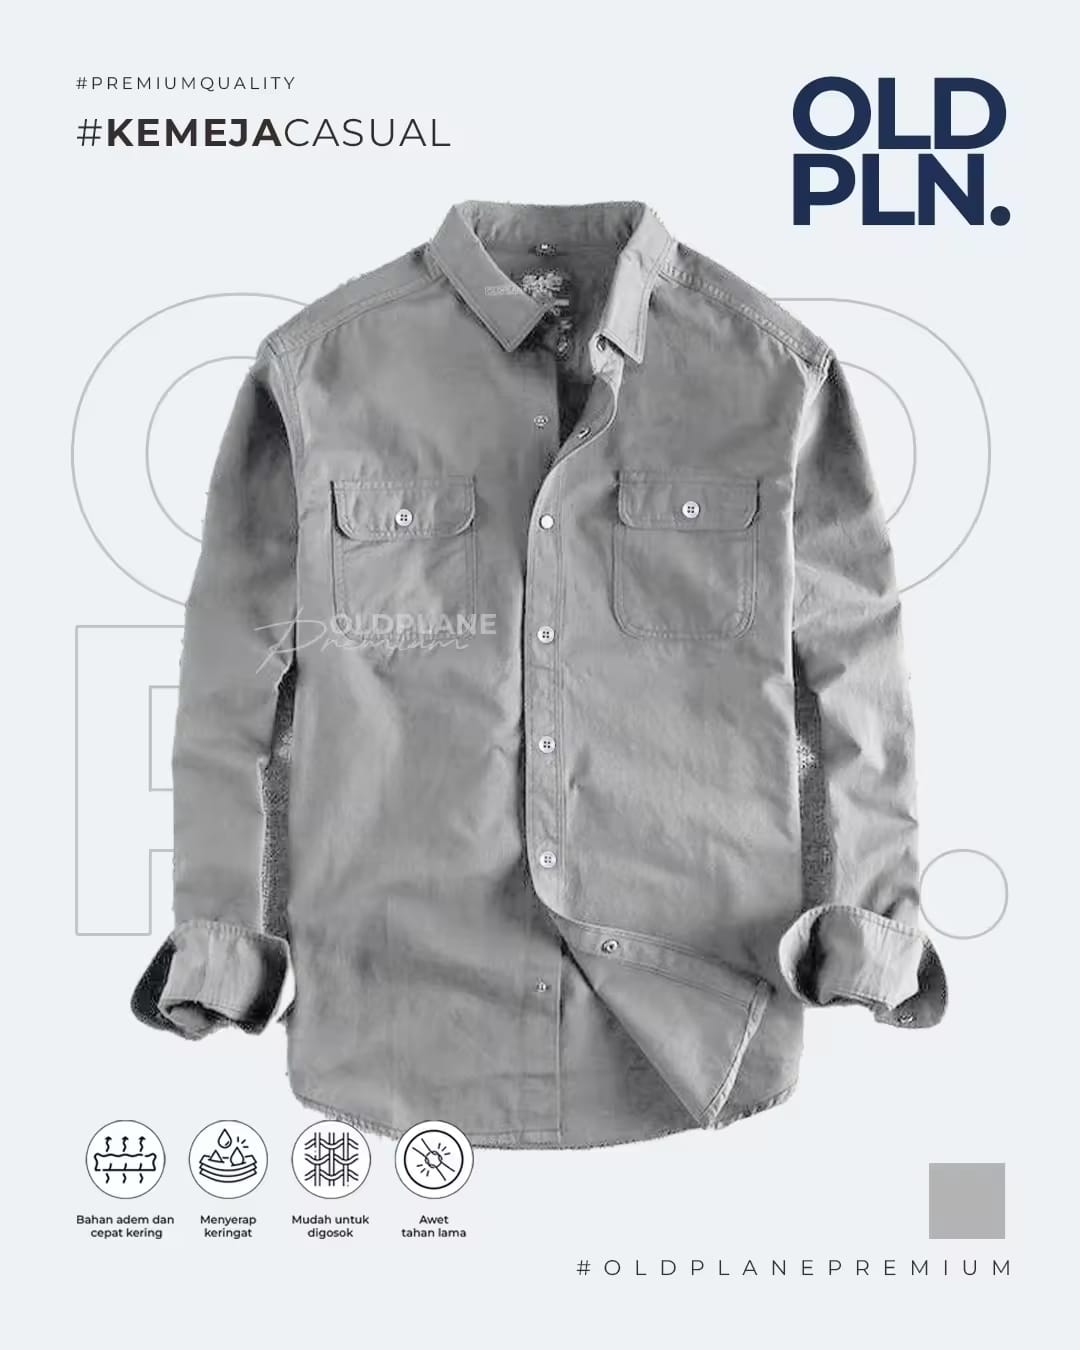 #PREMIUMQUALITY
#KEMEJACASUAL
OLD
PLN.
M
OLDPLANE
Premium
Bahan adem dan
cepat kering
Menyerap
keringat
Mudah untuk
digosok
Awet
tahan lama
#OLDPLANEPREMIUM